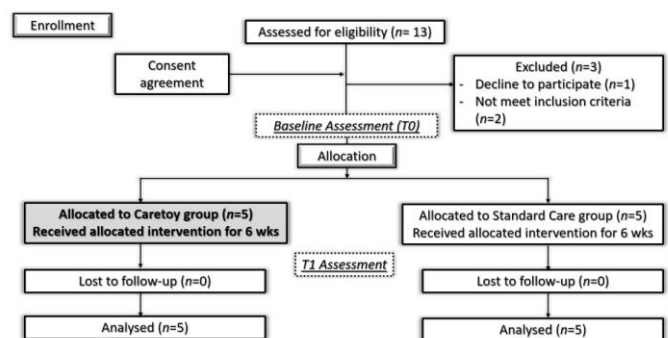 Enrollment
Assessed for eligibility (n= 13)
Consent
agreement
Excluded (n=3)
- Decline to participate (n=1)
- Not meet inclusion criteria
(n=2)
Baseline Assessment (T0)
Allocation
Allocated to Caretoy group (n=5)
Received allocated intervention for 6 wks
Allocated to Standard Care group (n=5)
Received allocated intervention for 6 wks
T1 Assessment
Lost to follow-up (n=0)
Lost to follow-up (n=0)
Analysed (n=5)
Analysed (n=5)